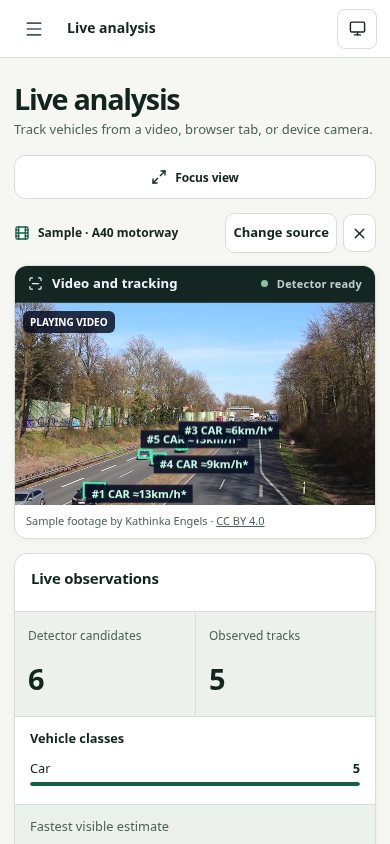 Live analysis
Live analysis
Track vehicles from a video, browser tab, or device camera.
Focus view
Sample · A40 motorway
Change source
Video and tracking
Detector ready
PLAYING VIDEO
#3 CAR ≈6km/h*
#5 CAR ≈13km/h*
#4 CAR ≈9km/h*
#1 CAR ≈13km/h*
Sample footage by Kathinka Engels · CC BY 4.0
Live observations
Detector candidates
Observed tracks
6
5
Vehicle classes
Car
5
Fastest visible estimate